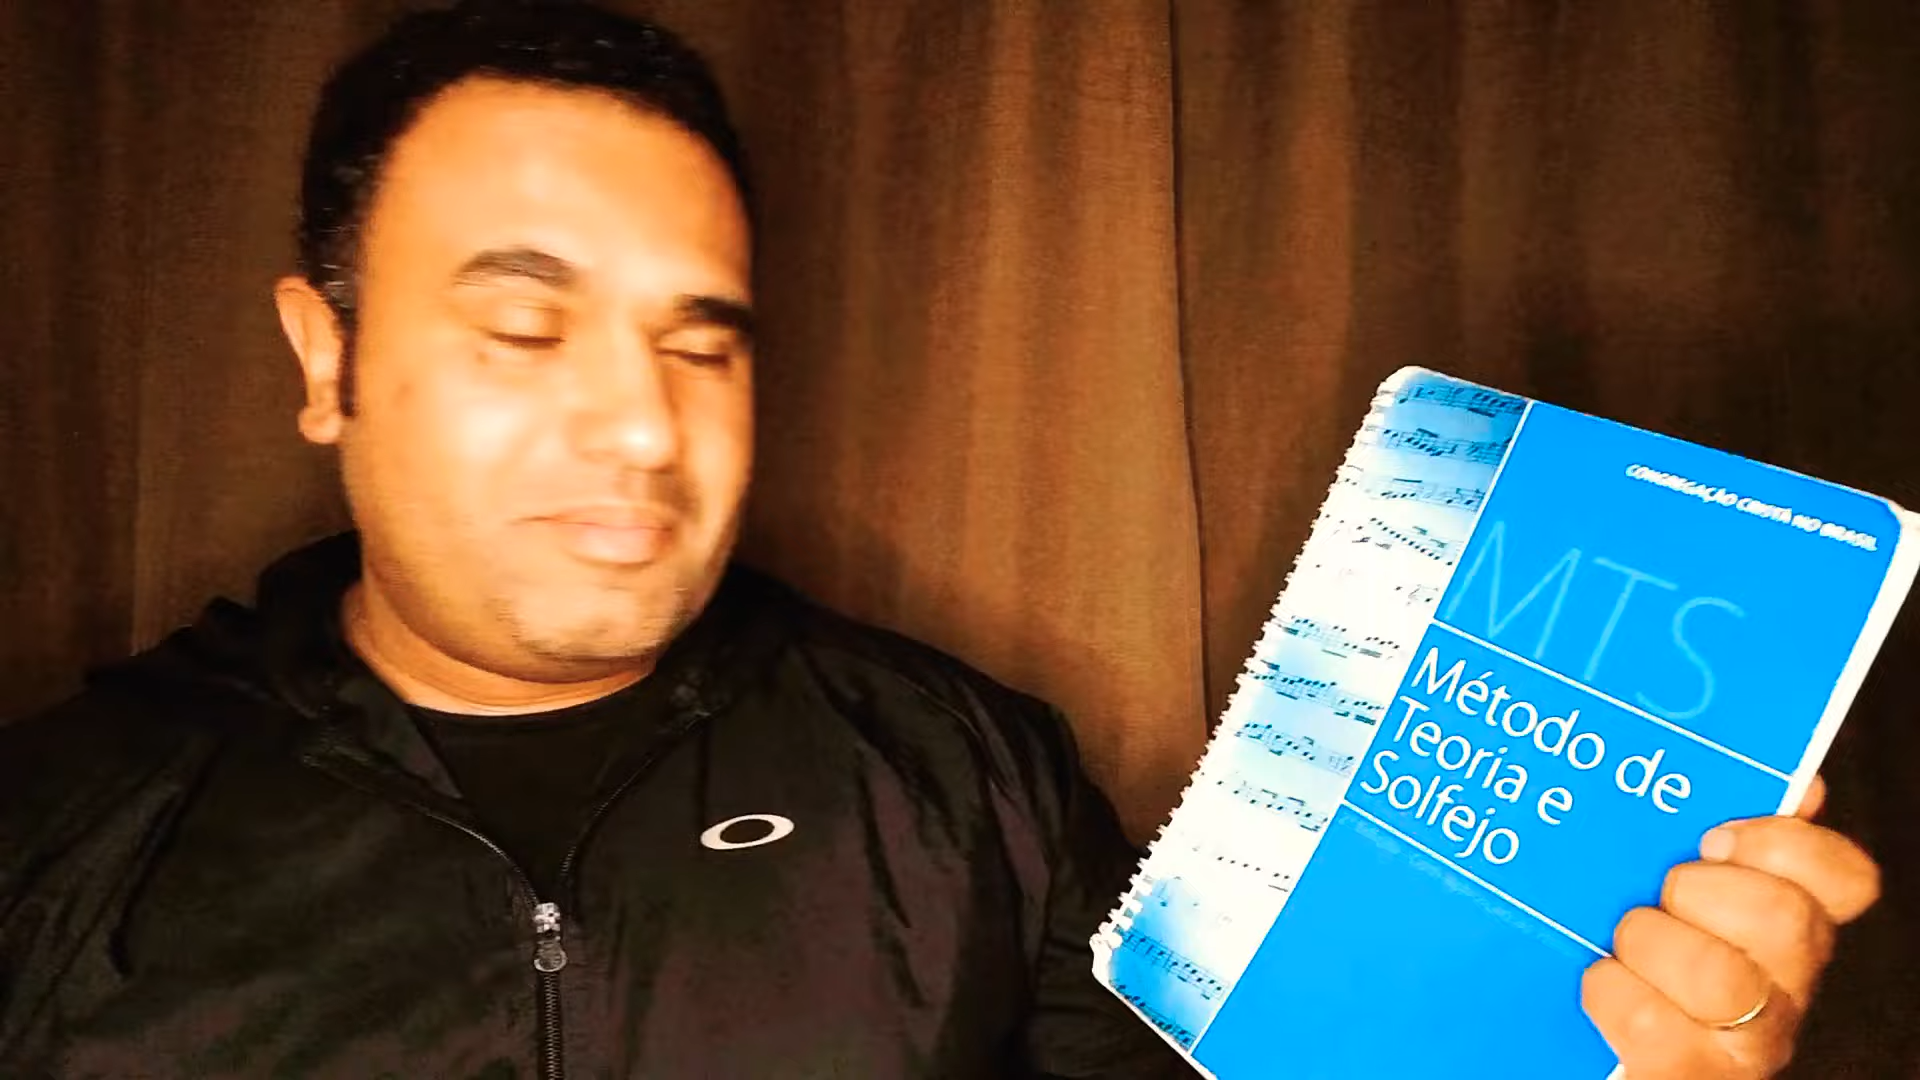 CONGREGAÇÃO CRISTÃ NO BRASIL
MTS
Método de
Teoria e
Solfejo